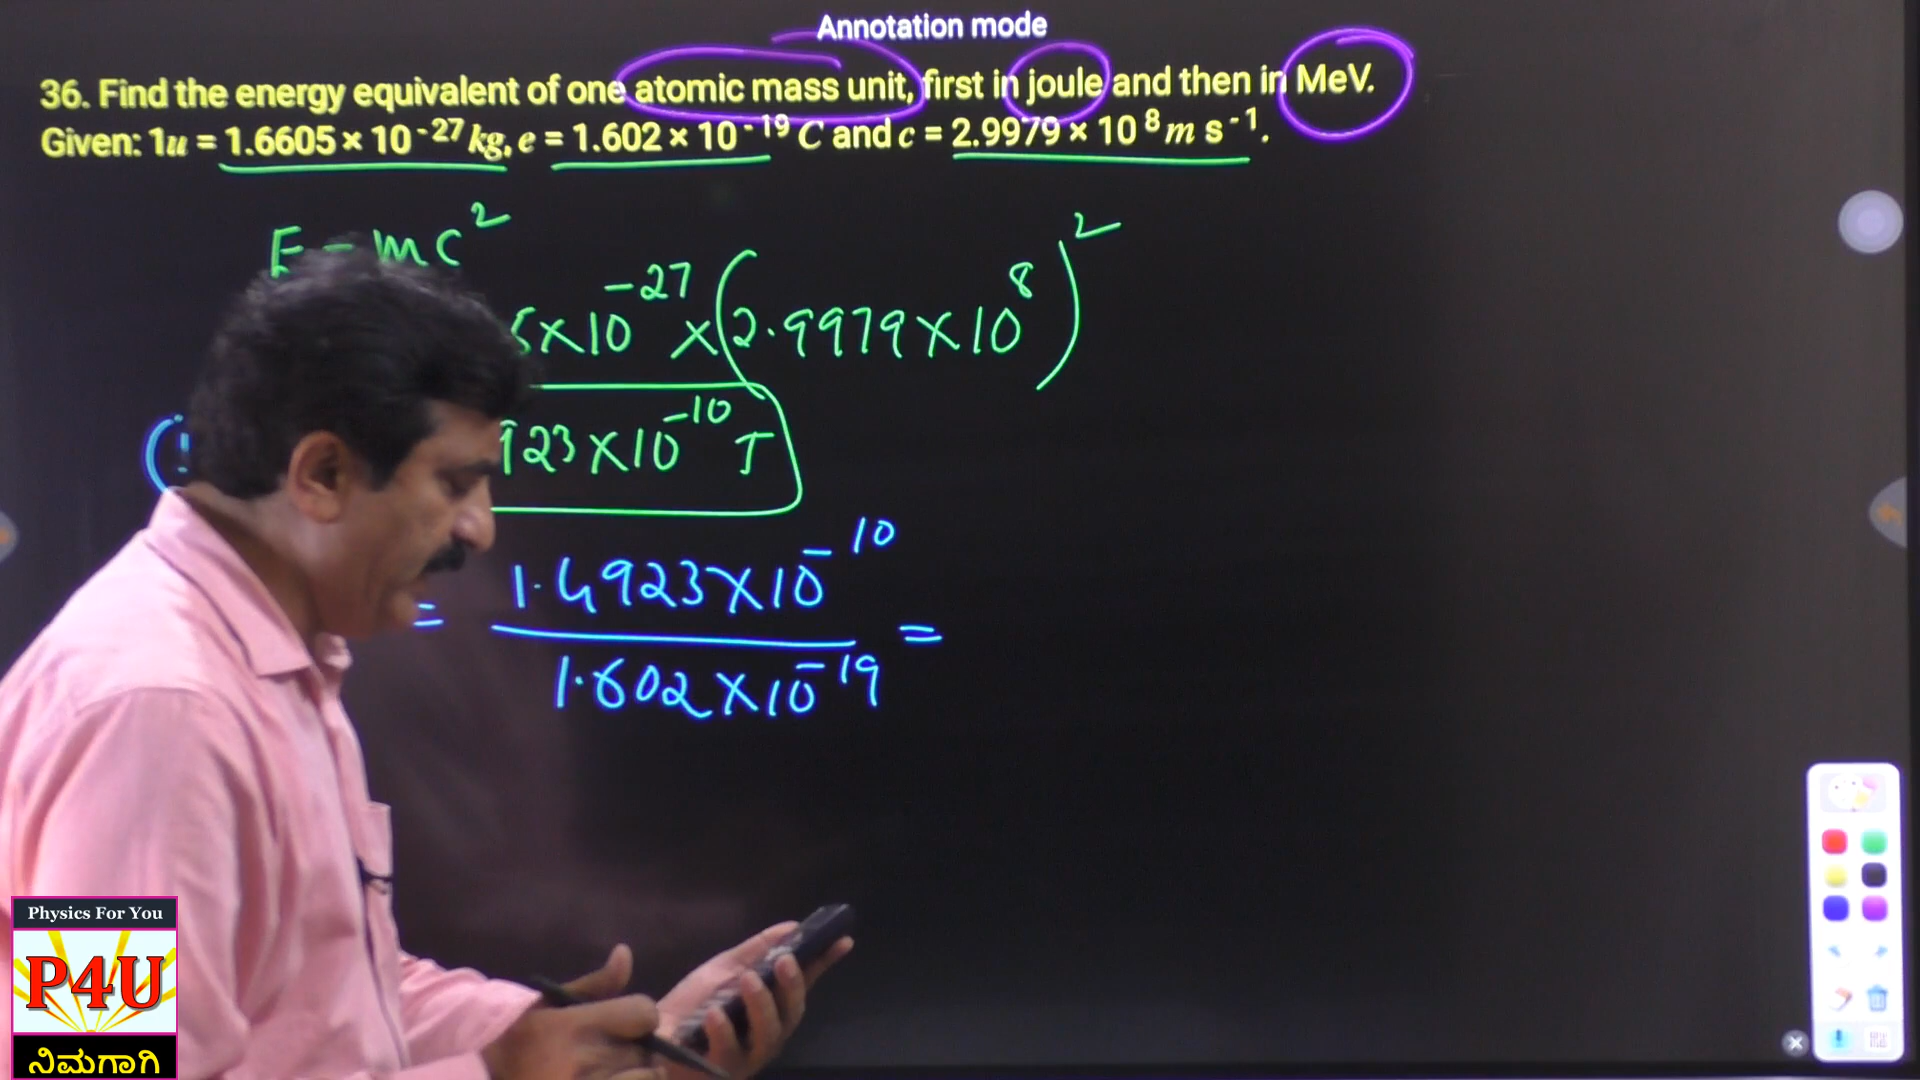 Annotation mode
36. Find the energy equivalent of one atomic mass unit, first in joule and then in MeV.
Given: 1u = 1.6605 × 10⁻²⁷ kg, e = 1.602 × 10⁻¹⁹ C and c = 2.9979 × 10⁸ m s⁻¹.
E = mc²
5×10⁻²⁷ × (2.9979×10⁸)²
923×10⁻¹⁰ J
= 1.4923×10⁻¹⁰
1.602×10⁻¹⁹ =
Physics For You
P4U
ನಿಮಗಾಗಿ